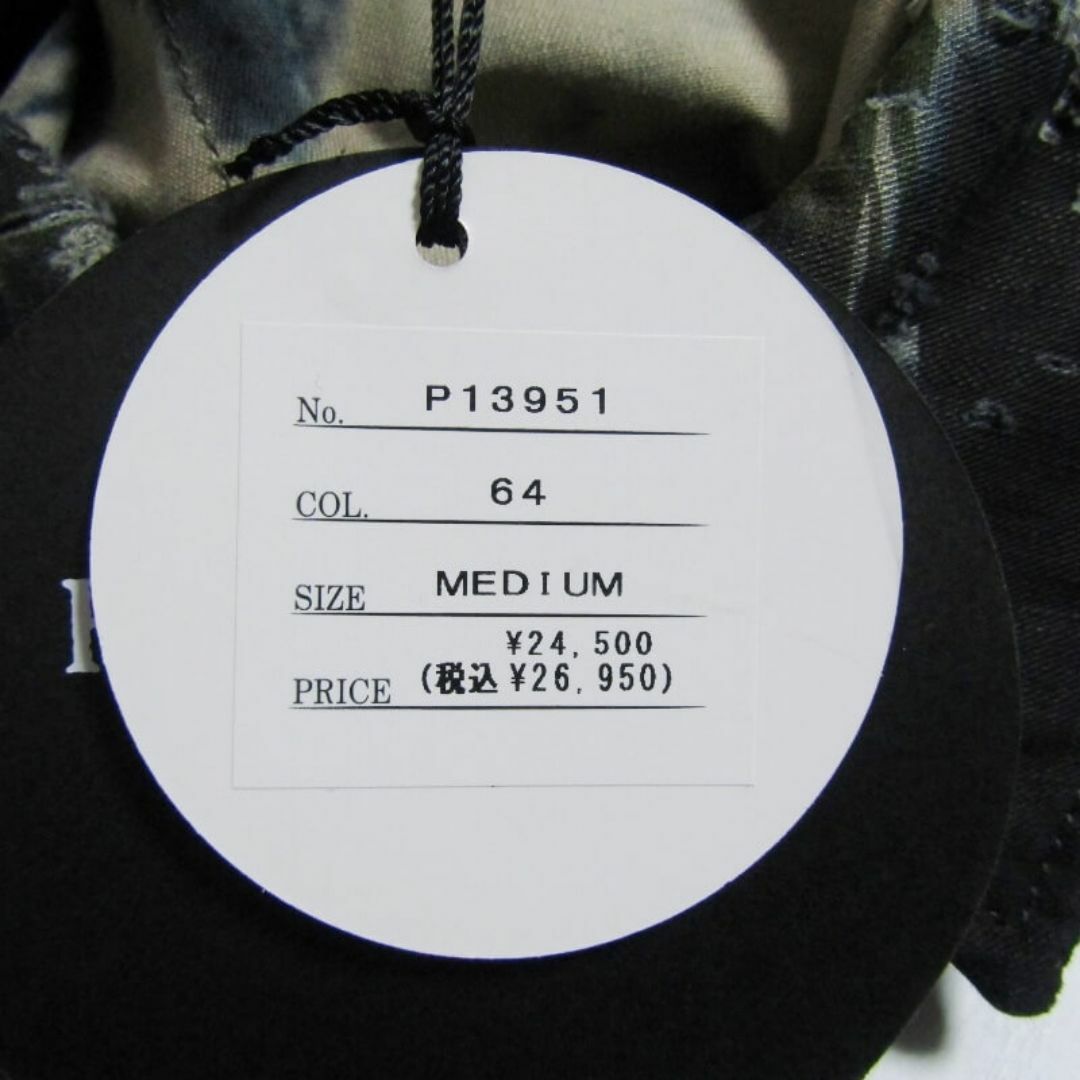 No. P13951
COL. 64
SIZE MEDIUM
¥24,500
PRICE (税込¥26,950)